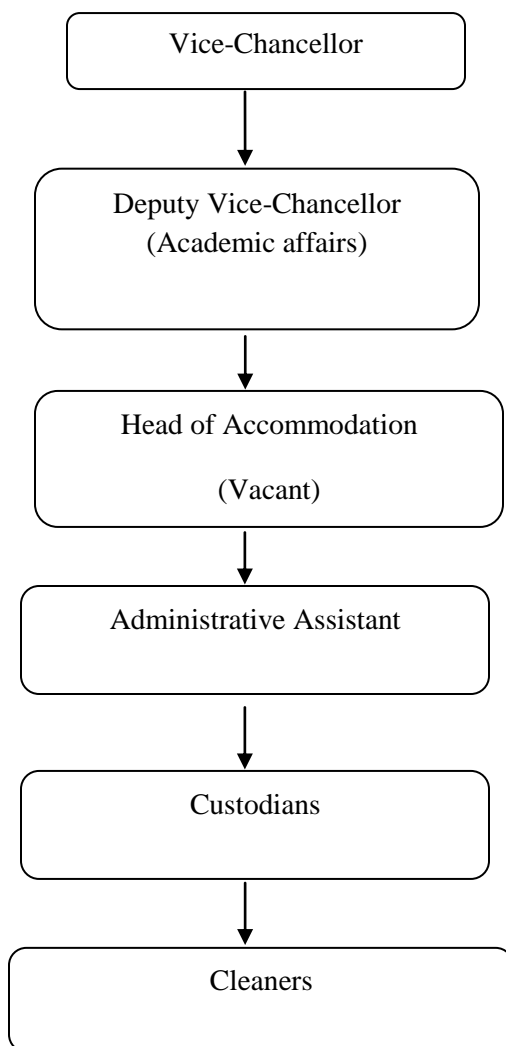 Vice-Chancellor
Deputy Vice-Chancellor
(Academic affairs)
Head of Accommodation
(Vacant)
Administrative Assistant
Custodians
Cleaners